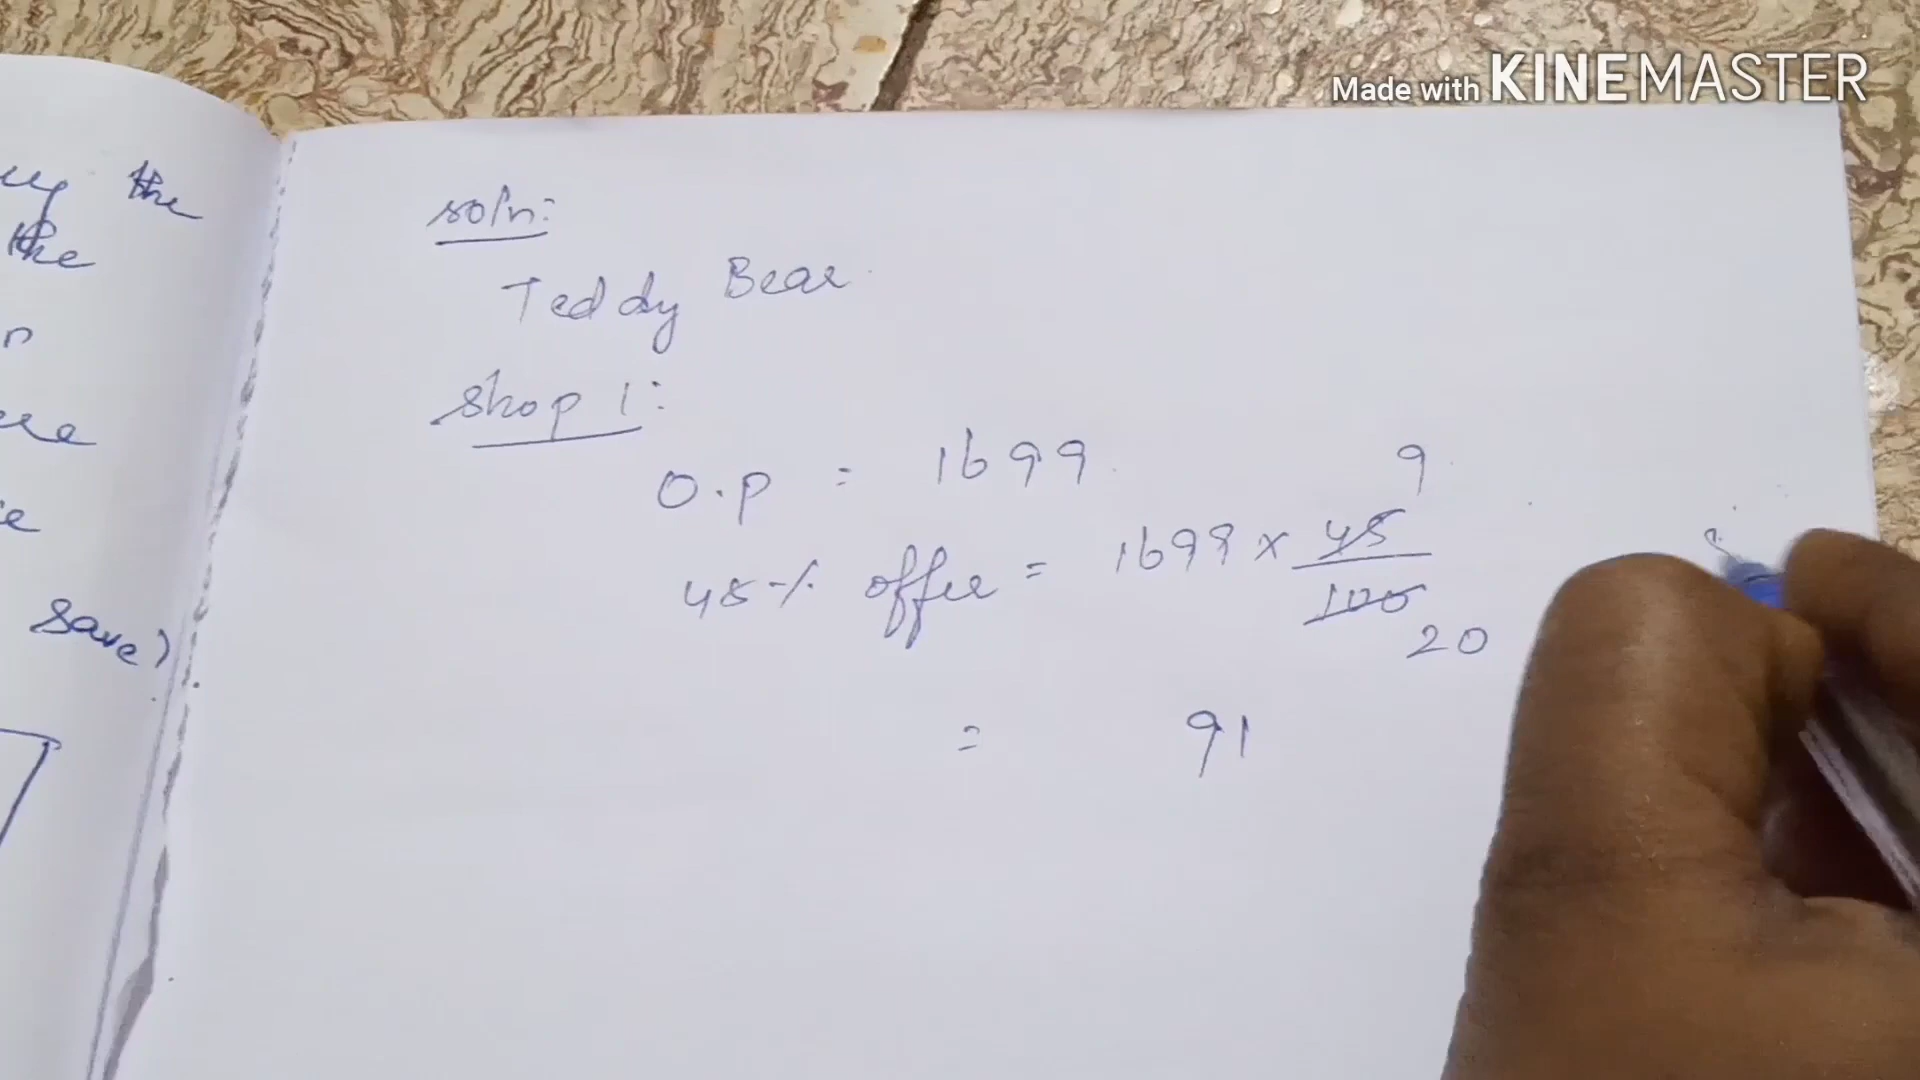 Made with KINEMASTER
the
the
n
save)
soln:
Teddy Bear
Shop 1:
O.P = 1699
9
45% offer = 1699 × 45/100
20
= 91